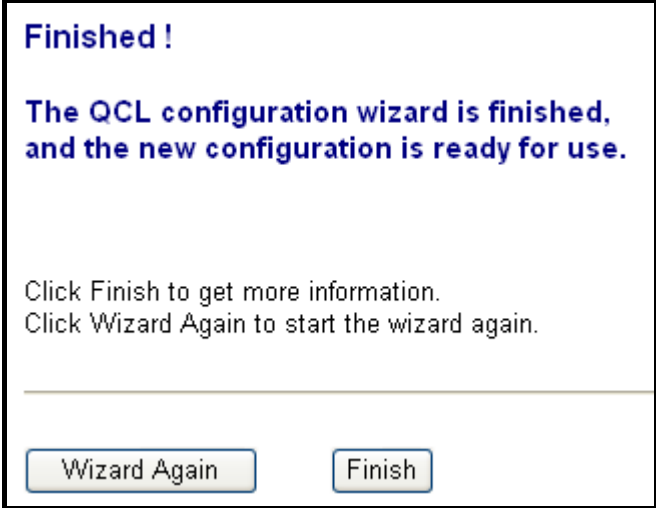 Finished !
The QCL configuration wizard is finished,
and the new configuration is ready for use.
Click Finish to get more information.
Click Wizard Again to start the wizard again.
Wizard Again
Finish